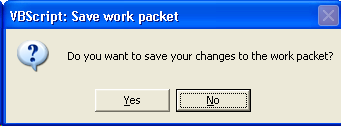 VBScript: Save work packet
Do you want to save your changes to the work packet?
Yes No